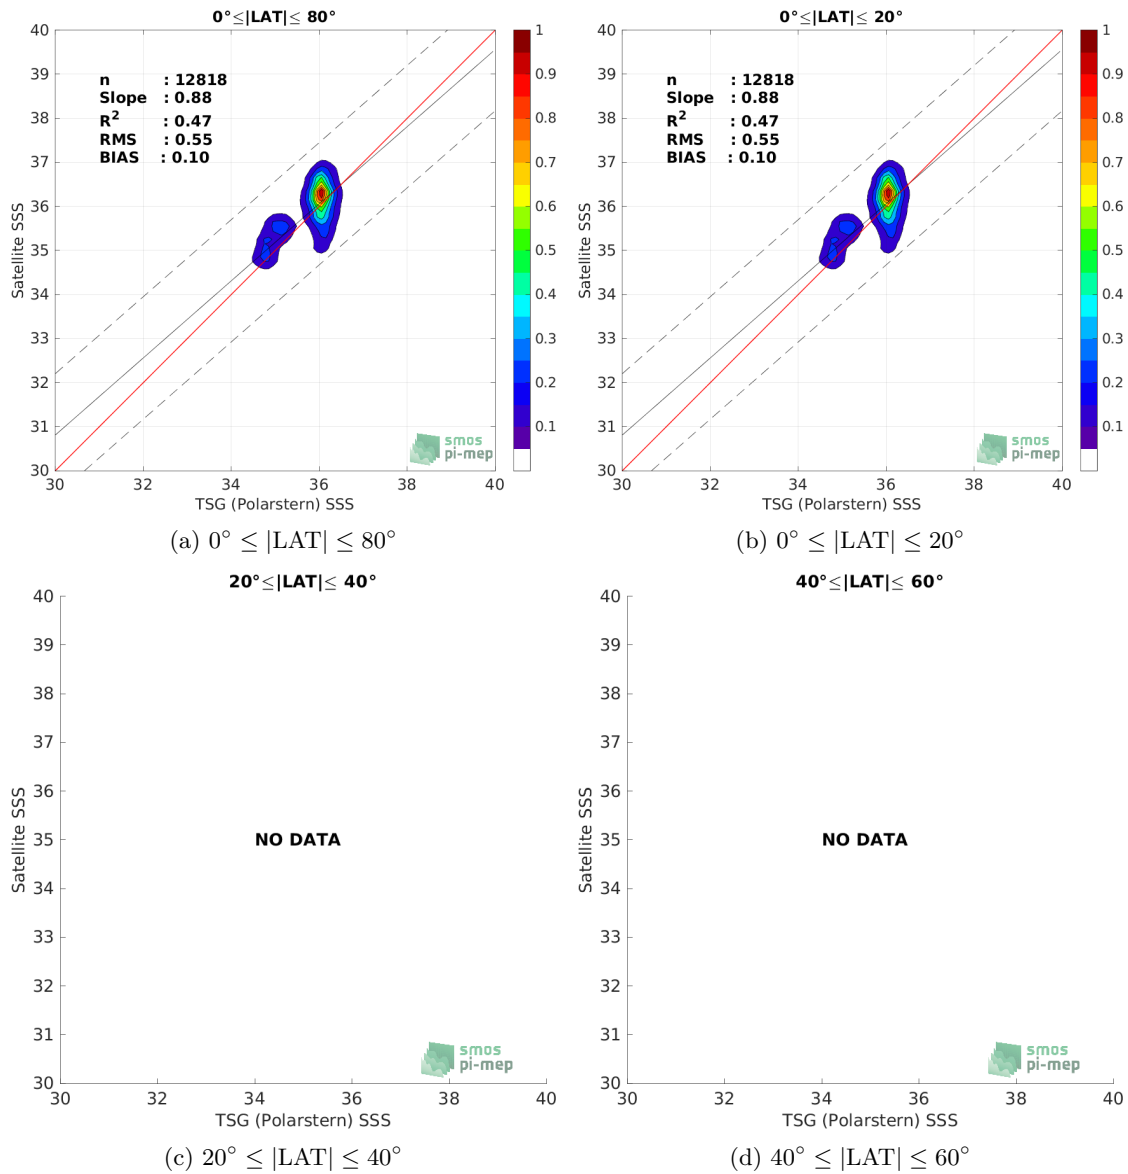 0°≤|LAT|≤ 80°
40
39
38
37
36
35
34
33
32
31
30
Satellite SSS
n : 12818
Slope : 0.88
R² : 0.47
RMS : 0.55
BIAS : 0.10
smos
pi-mep
30 32 34 36 38 40
TSG (Polarstern) SSS
1
0.9
0.8
0.7
0.6
0.5
0.4
0.3
0.2
0.1
(a) 0° ≤ |LAT| ≤ 80°
0°≤|LAT|≤ 20°
40
39
38
37
36
35
34
33
32
31
30
Satellite SSS
n : 12818
Slope : 0.88
R² : 0.47
RMS : 0.55
BIAS : 0.10
smos
pi-mep
30 32 34 36 38 40
TSG (Polarstern) SSS
1
0.9
0.8
0.7
0.6
0.5
0.4
0.3
0.2
0.1
(b) 0° ≤ |LAT| ≤ 20°
20°≤|LAT|≤ 40°
40
39
38
37
36
35
34
33
32
31
30
Satellite SSS
NO DATA
smos
pi-mep
30 32 34 36 38 40
TSG (Polarstern) SSS
(c) 20° ≤ |LAT| ≤ 40°
40°≤|LAT|≤ 60°
40
39
38
37
36
35
34
33
32
31
30
Satellite SSS
NO DATA
smos
pi-mep
30 32 34 36 38 40
TSG (Polarstern) SSS
(d) 40° ≤ |LAT| ≤ 60°